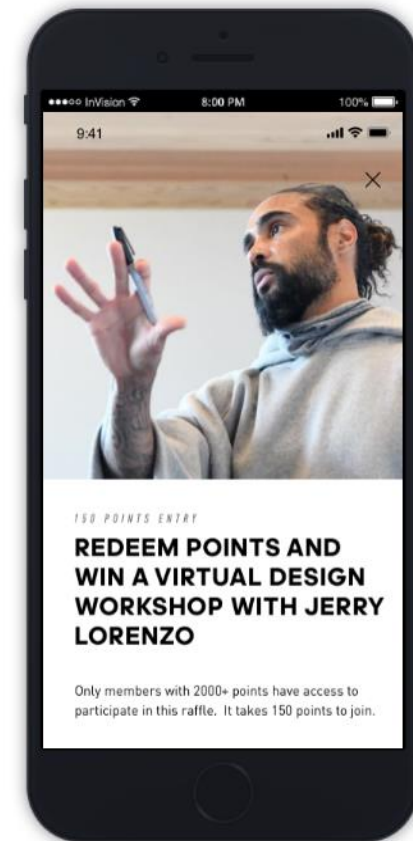 InVision 8:00 PM 100%
9:41
150 POINTS ENTRY
REDEEM POINTS AND
WIN A VIRTUAL DESIGN
WORKSHOP WITH JERRY
LORENZO
Only members with 2000+ points have access to
participate in this raffle. It takes 150 points to join.